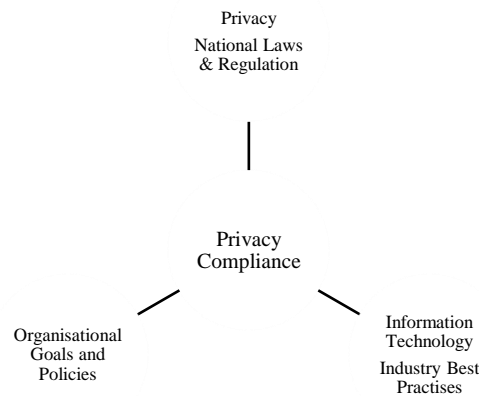 Privacy
National Laws
& Regulation
Privacy
Compliance
Organisational
Goals and
Policies
Information
Technology
Industry Best
Practises